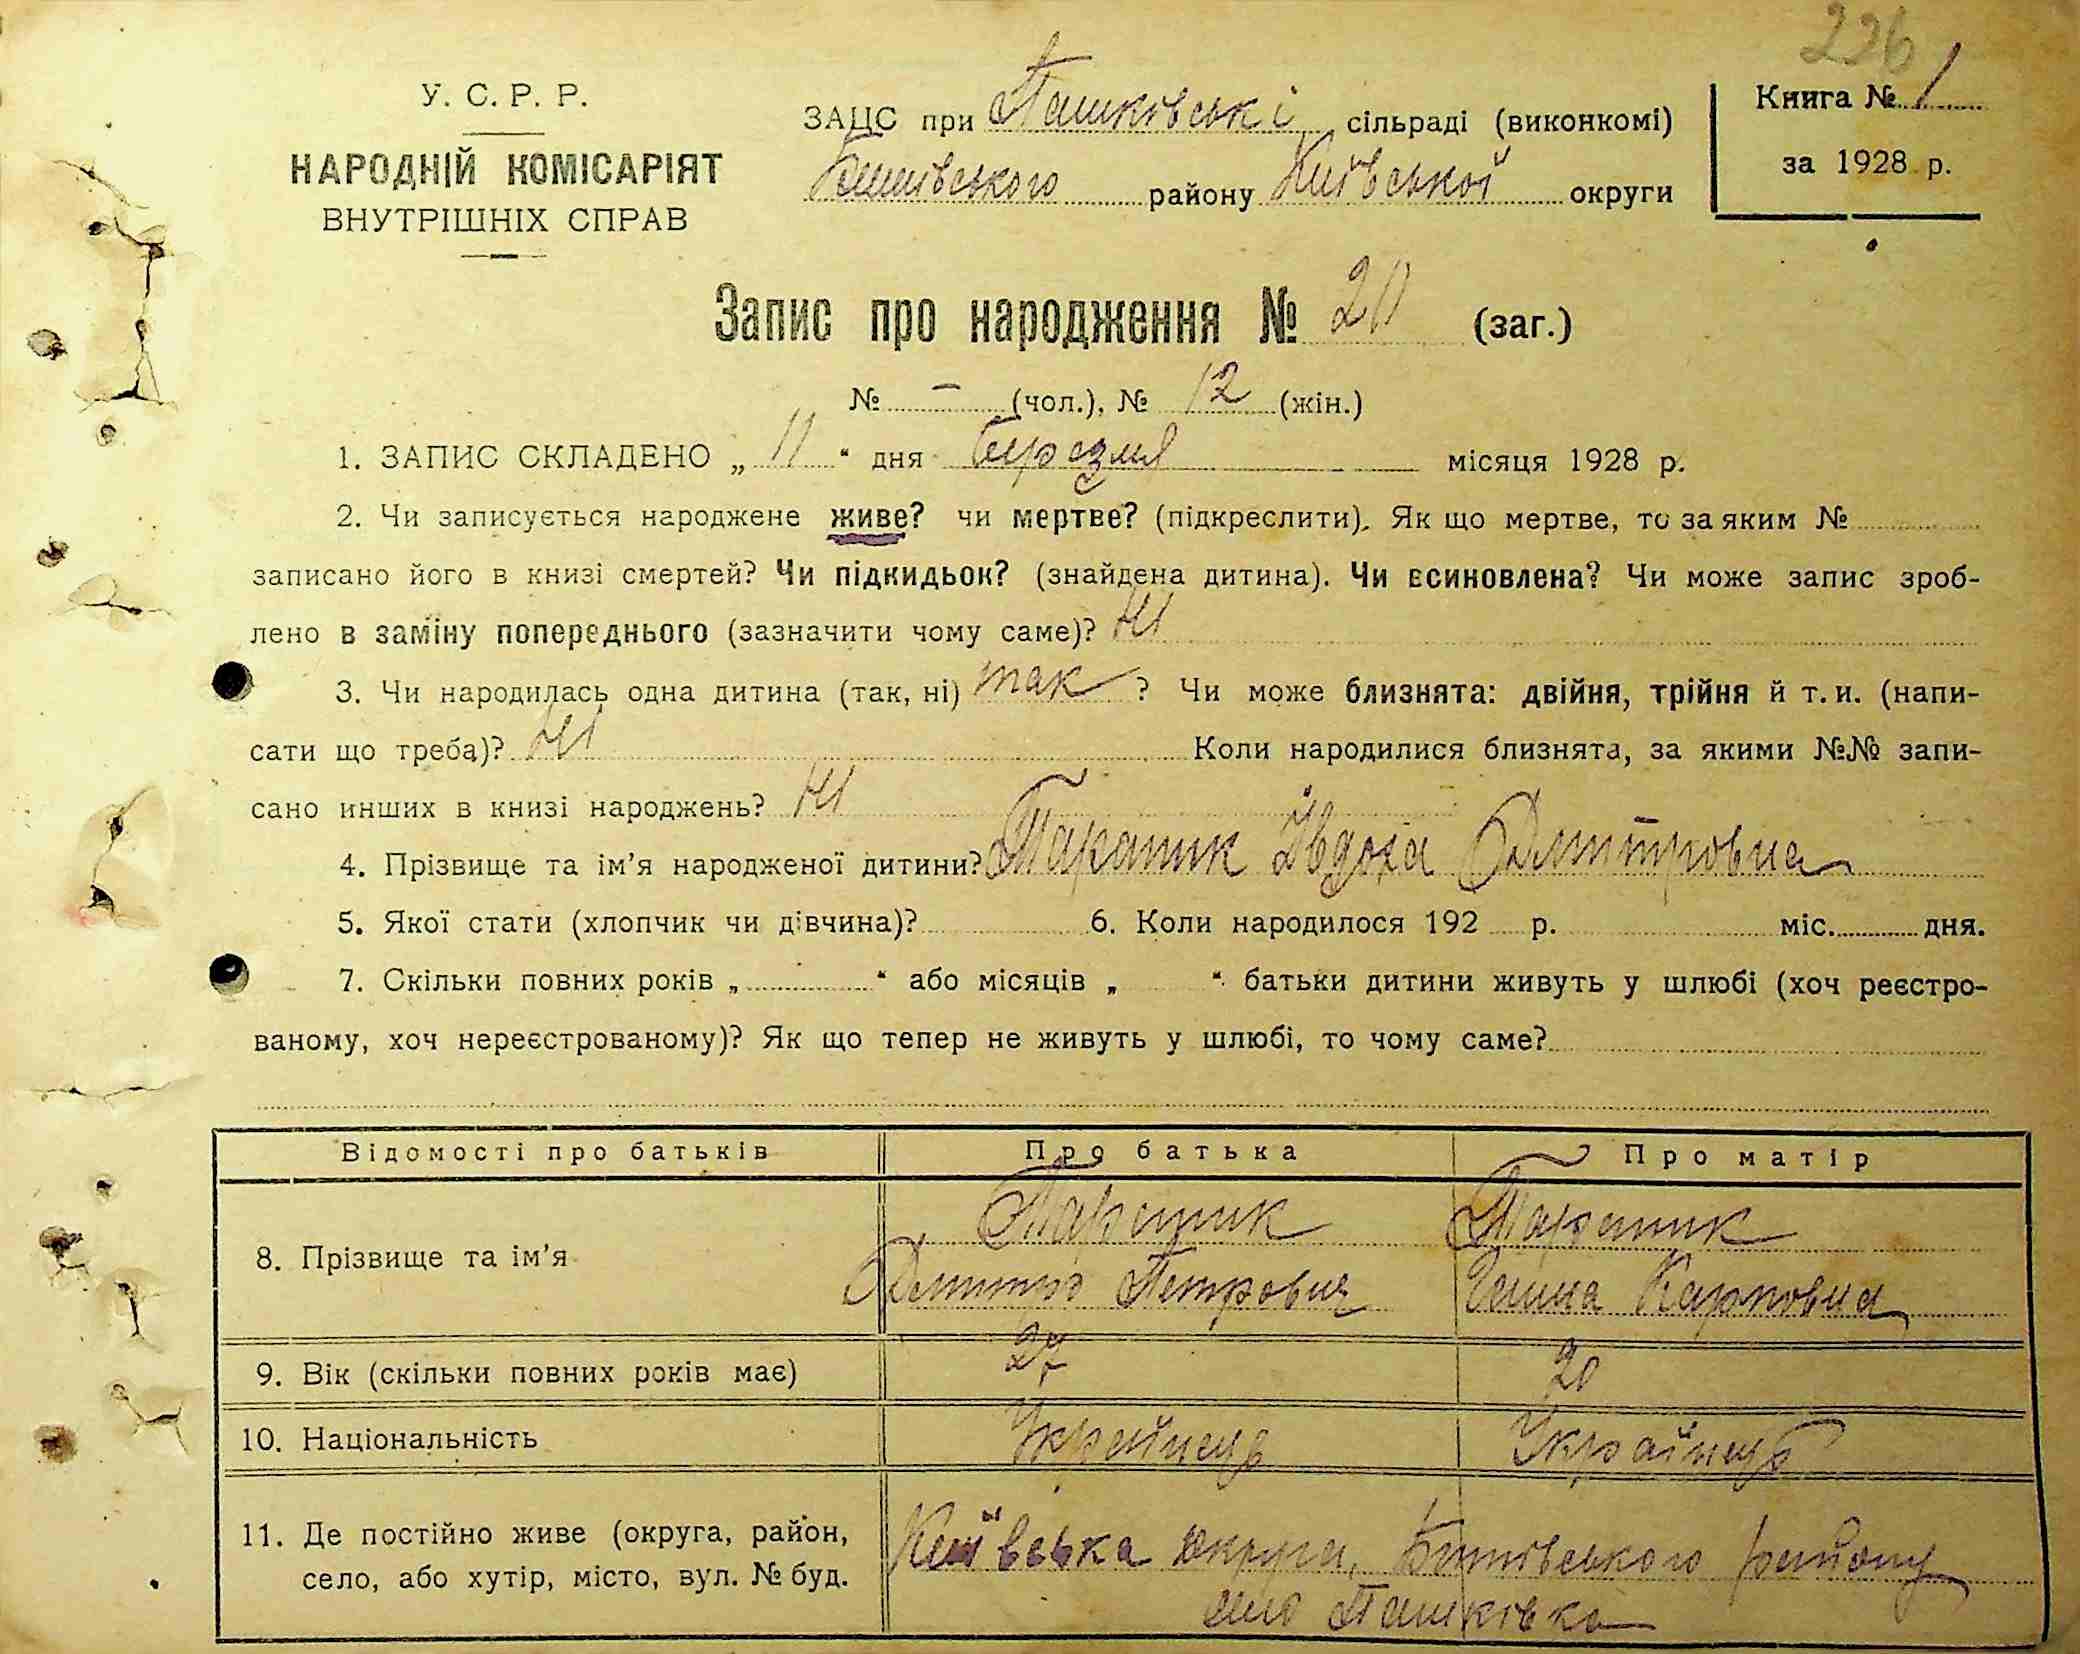 226
У. С. Р. Р.
НАРОДНІЙ КОМІСАРІЯТ
ВНУТРІШНІХ СПРАВ
ЗАЦС при Пашківські сільраді (виконкомі)
Бишівського району Київської округи
Книга № 1
за 1928 р.
Запис про народження № 20 (заг.)
№ – (чол.), № 12 (жін.)
1. ЗАПИС СКЛАДЕНО „ 11 “ дня березня місяця 1928 р.
2. Чи записується народжене живе? чи мертве? (підкреслити). Як що мертве, то за яким №
записано його в книзі смертей? Чи підкидьок? (знайдена дитина). Чи всиновлена? Чи може запис зроб-
лено в заміну попереднього (зазначити чому саме)? Ні
3. Чи народилась одна дитина (так, ні) так ? Чи може близнята: двійня, трійня й т. и. (напи-
сати що треба)? Ні Коли народилися близнята, за якими №№ запи-
сано инших в книзі народжень? Ні
4. Прізвище та ім’я народженої дитини? Івдоха Дмитровна
5. Якої стати (хлопчик чи дівчина)? 6. Коли народилося 192 р. міс. дня.
7. Скільки повних років „ “ або місяців „ “ батьки дитини живуть у шлюбі (хоч реєстро-
ваному, хоч нереєстрованому)? Як що тепер не живуть у шлюбі, то чому саме?
Відомості про батьків Про батька Про матір
8. Прізвище та ім’я
Дмитро Петрович Ганна Карповна
9. Вік (скільки повних років має) 27 20
10. Національність Українець Українець
11. Де постійно живе (округа, район,
село, або хутір, місто, вул. № буд.
Київська округа, Бишівського району
село Пашківка